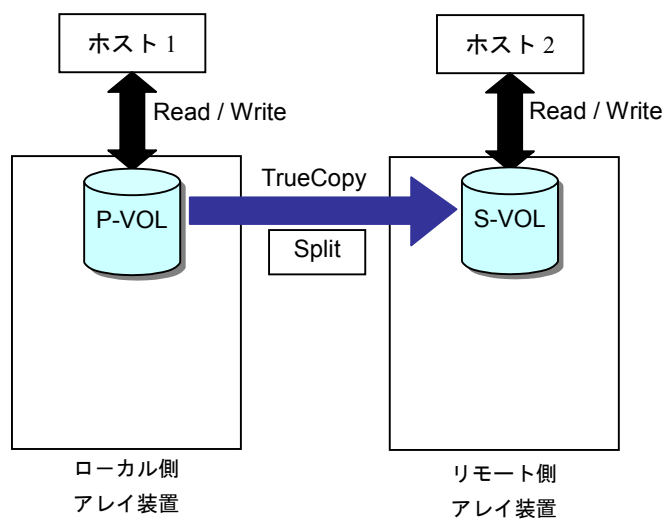 ホスト 1
ホスト 2
Read / Write
Read / Write
TrueCopy
P-VOL
S-VOL
Split
ローカル側
アレイ装置
リモート側
アレイ装置